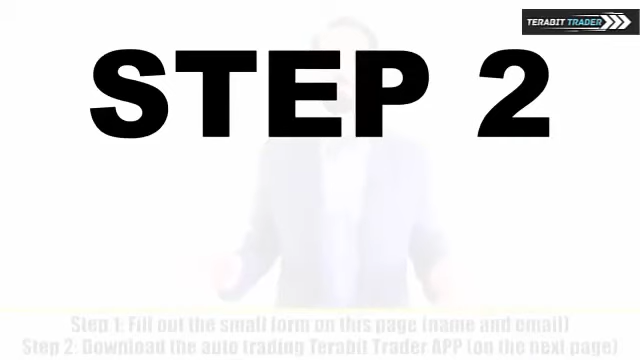 TERABIT TRADER
STEP 2
Step 1: Fill out the small form on this page (name and email)
Step 2: Download the auto trading Terabit Trader APP (on the next page)